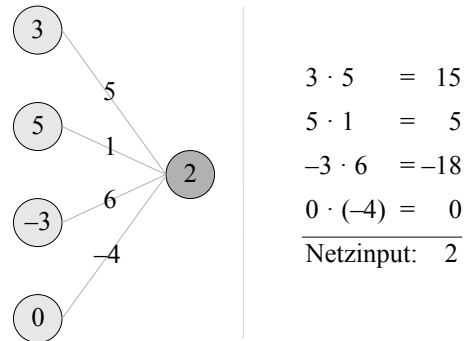 3
5
5
1
2
–3
6
–4
0
3 · 5 = 15
5 · 1 = 5
–3 · 6 = –18
0 · (–4) = 0
Netzinput: 2